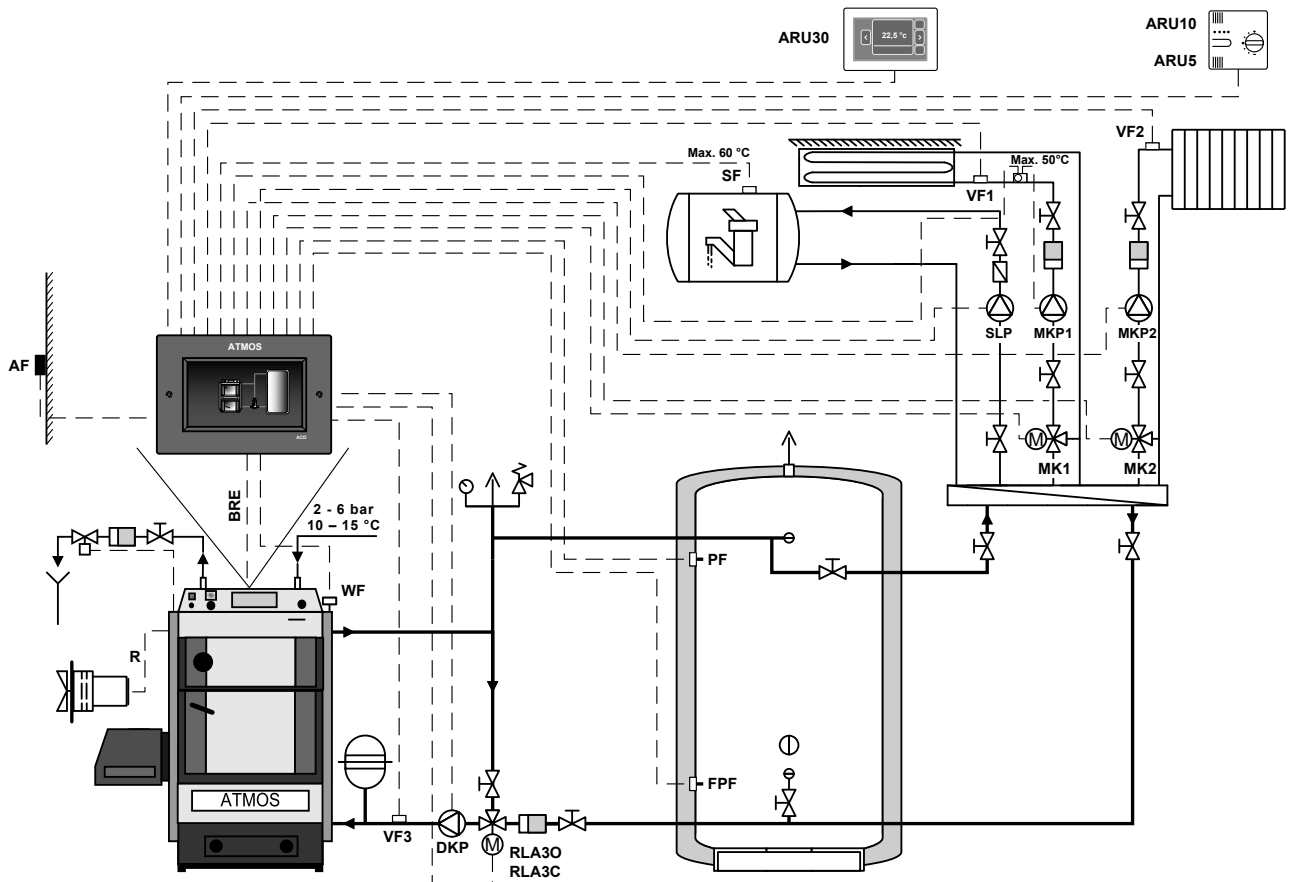 ARU30
22,5 °c
ARU10
ARU5
VF2
Max. 60 °C
SF
Max. 50°C
VF1
ATMOS
ACD
AF
SLP
MKP1
MKP2
M
M
MK1
MK2
BRE
2 - 6 bar
10 – 15 °C
PF
WF
R
FPF
ATMOS
VF3
DKP
M
RLA3O
RLA3C